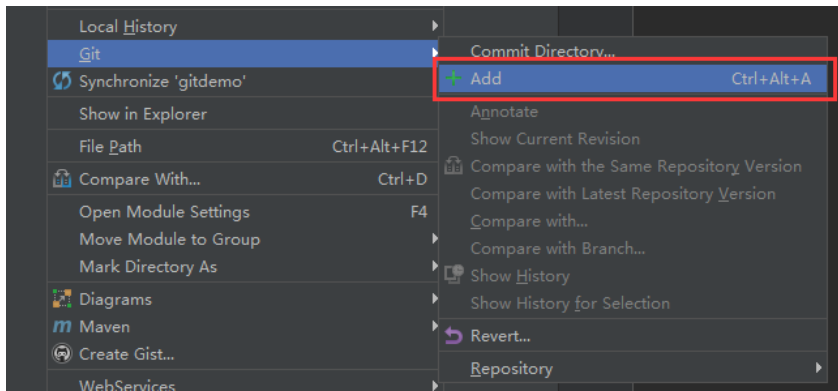 Local History
Git
Synchronize 'gitdemo'
Show in Explorer
File Path Ctrl+Alt+F12
Compare With... Ctrl+D
Open Module Settings F4
Move Module to Group
Mark Directory As
Diagrams
Maven
Create Gist...
WebServices
Commit Directory...
Add Ctrl+Alt+A
Annotate
Show Current Revision
Compare with the Same Repository Version
Compare with Latest Repository Version
Compare with...
Compare with Branch...
Show History
Show History for Selection
Revert...
Repository